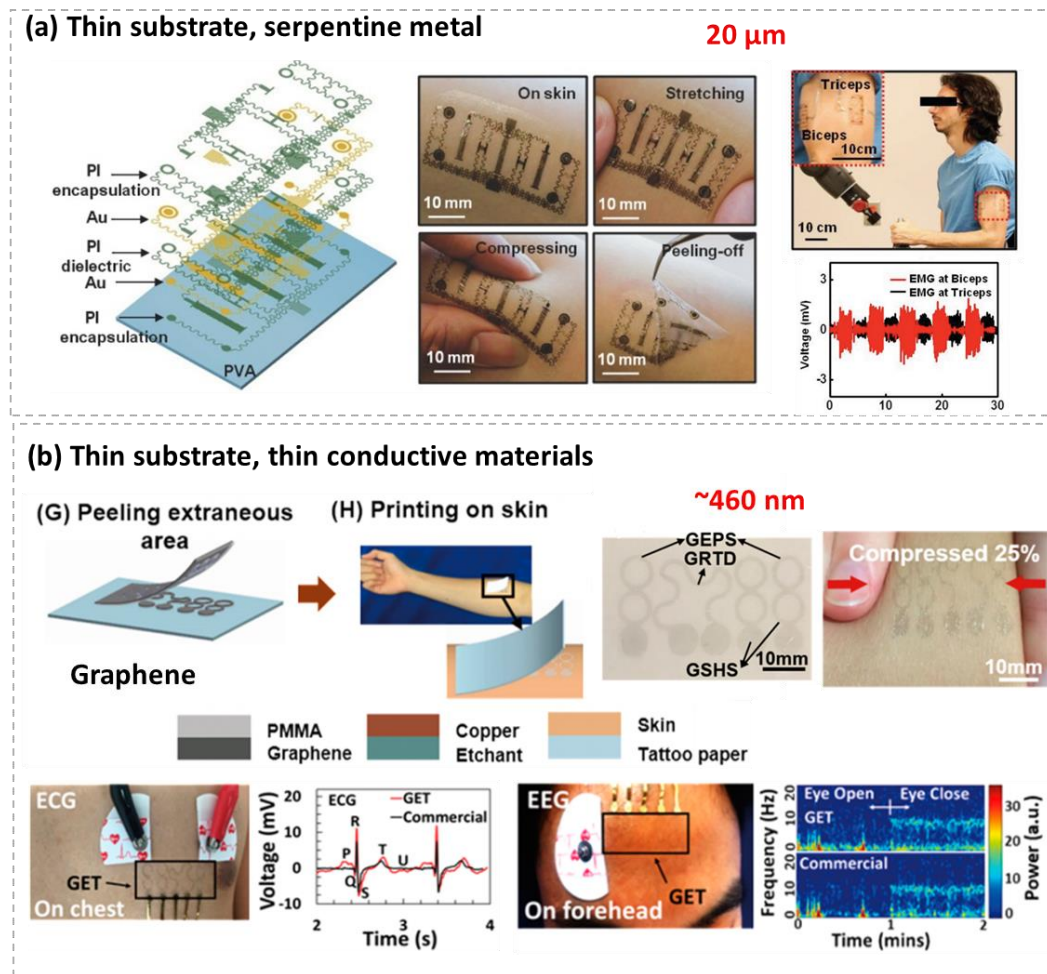 (a) Thin substrate, serpentine metal
20 μm
PI
encapsulation
Au
PI
dielectric
Au
PI
encapsulation
PVA
On skin
10 mm
Stretching
10 mm
Compressing
10 mm
Peeling-off
10 mm
Triceps
Biceps
10cm
10 cm
EMG at Biceps
EMG at Triceps
Voltage (mV)
3
0
-3
0 10 20 30
(b) Thin substrate, thin conductive materials
~460 nm
(G) Peeling extraneous
area
(H) Printing on skin
Graphene
GEPS
GRTD
GSHS
10mm
Compressed 25%
10mm
PMMA
Graphene
Copper
Etchant
Skin
Tattoo paper
ECG
GET
On chest
Voltage (mV)
20
10
0
-10
ECG
GET
Commercial
R
P
T
U
Q
S
2 3 4
Time (s)
EEG
GET
On forehead
Frequency (Hz)
20
10
0
20
10
0
Eye Open
Eye Close
GET
Commercial
0 1 2
Time (mins)
30
20
10
0
Power (a.u.)